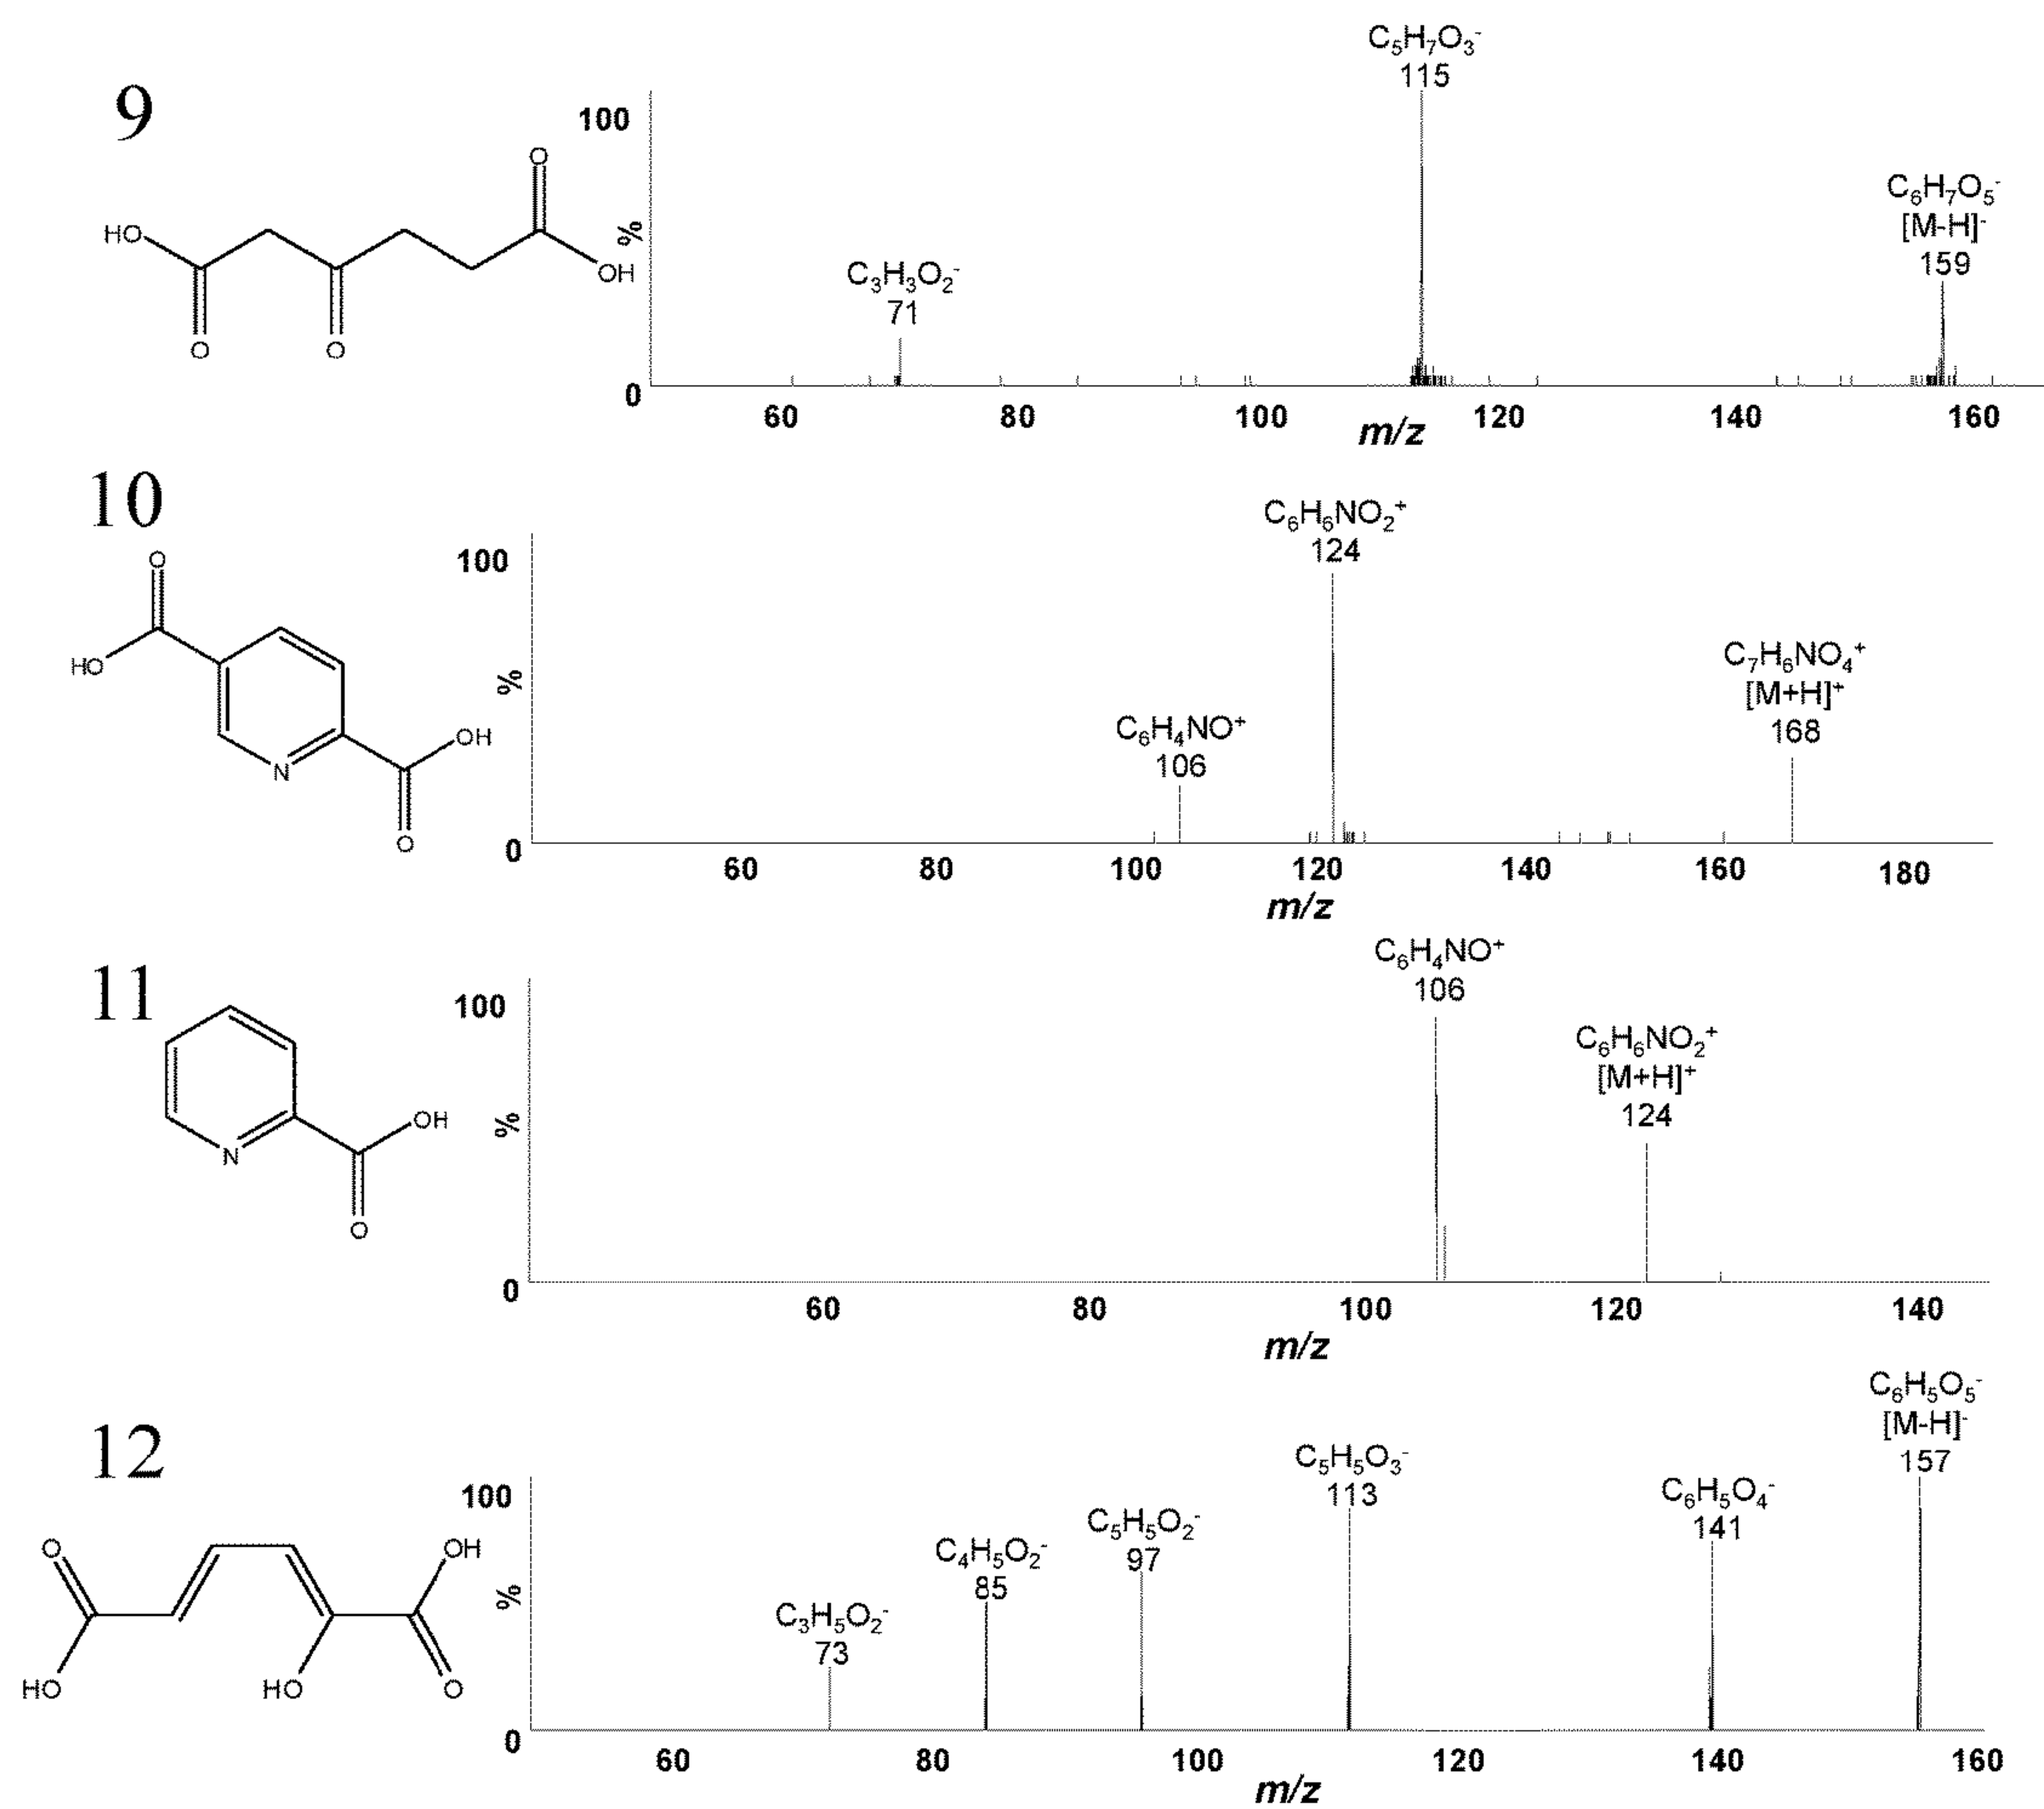 9
HO
O
O
O
OH
100
%
0
C₃H₃O₂⁻
71
C₅H₇O₃⁻
115
C₆H₇O₅⁻
[M-H]⁻
159
60 80 100 120 140 160
m/z
10
O
HO
N
OH
O
100
%
0
C₆H₄NO⁺
106
C₆H₆NO₂⁺
124
C₇H₆NO₄⁺
[M+H]⁺
168
60 80 100 120 140 160 180
m/z
11
N
OH
O
100
%
0
C₆H₄NO⁺
106
C₆H₆NO₂⁺
[M+H]⁺
124
60 80 100 120 140
m/z
12
O
HO
HO
OH
O
100
%
0
C₃H₅O₂⁻
73
C₄H₅O₂⁻
85
C₅H₅O₂⁻
97
C₅H₅O₃⁻
113
C₆H₅O₄⁻
141
C₆H₅O₅⁻
[M-H]⁻
157
60 80 100 120 140 160
m/z